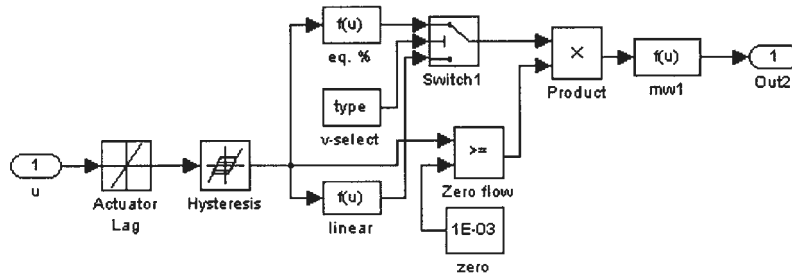 f(u)
eq. %
Switch1
×
Product
f(u)
mw1
1
Out2
type
v-select
1
u
Actuator
Lag
Hysteresis
>=
Zero flow
f(u)
linear
1E-03
zero